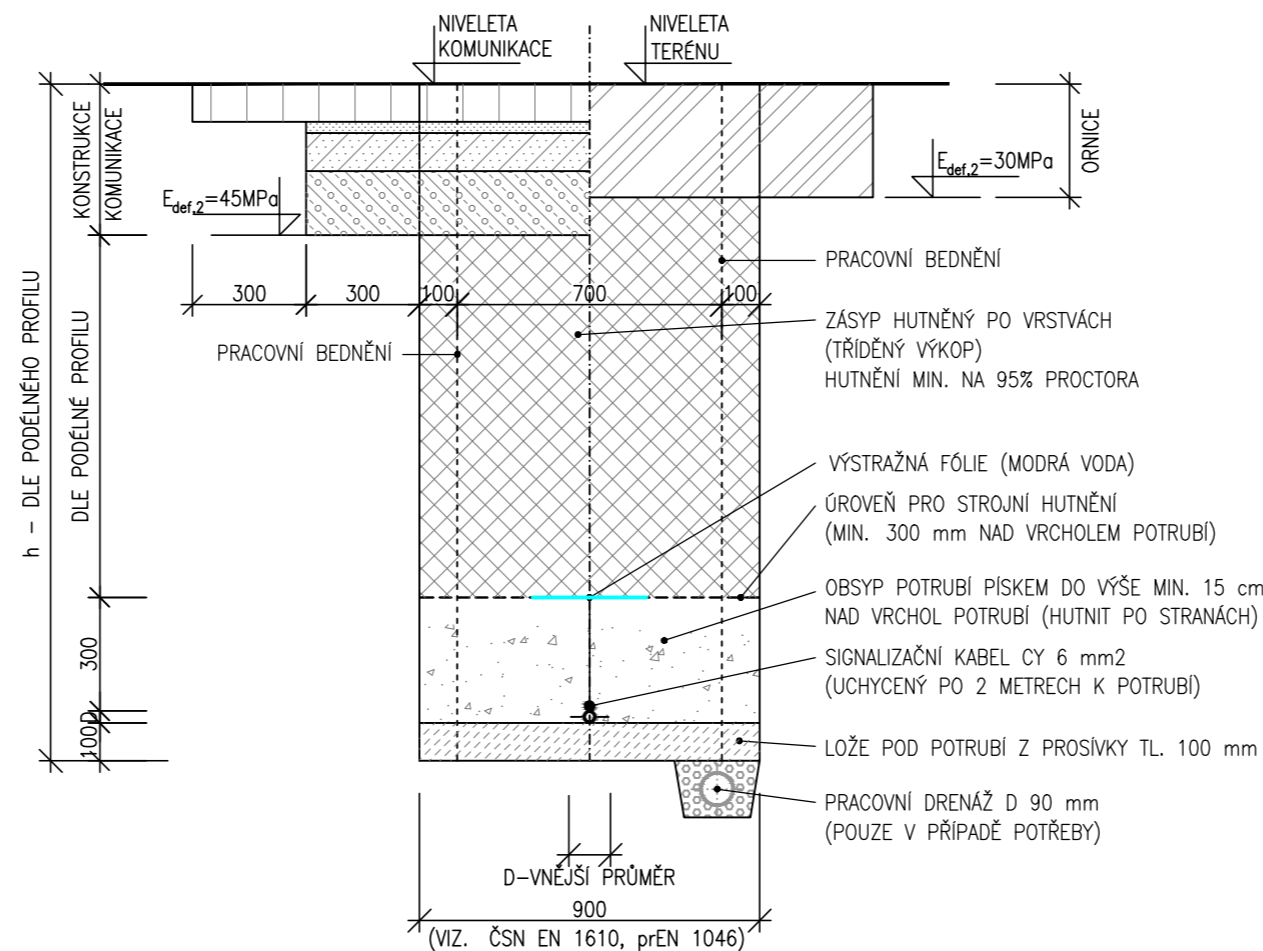 NIVELETA
KOMUNIKACE
NIVELETA
TERÉNU
KONSTRUKCE
KOMUNIKACE
ORNICE
E def,2=45MPa
E def,2=30MPa
h - DLE PODÉLNÉHO PROFILU
DLE PODÉLNÉ PROFILU
300
300
100
700
100
PRACOVNÍ BEDNĚNÍ
PRACOVNÍ BEDNĚNÍ
ZÁSYP HUTNĚNÝ PO VRSTVÁCH
(TŘÍDĚNÝ VÝKOP)
HUTNĚNÍ MIN. NA 95% PROCTORA
VÝSTRAŽNÁ FÓLIE (MODRÁ VODA)
ÚROVEŇ PRO STROJNÍ HUTNĚNÍ
(MIN. 300 mm NAD VRCHOLEM POTRUBÍ)
OBSYP POTRUBÍ PÍSKEM DO VÝŠE MIN. 15 cm
NAD VRCHOL POTRUBÍ (HUTNIT PO STRANÁCH)
SIGNALIZAČNÍ KABEL CY 6 mm2
(UCHYCENÝ PO 2 METRECH K POTRUBÍ)
300
D
100
LOŽE POD POTRUBÍ Z PROSÍVKY TL. 100 mm
PRACOVNÍ DRENÁŽ D 90 mm
(POUZE V PŘÍPADĚ POTŘEBY)
D-VNĚJŠÍ PRŮMĚR
900
(VIZ. ČSN EN 1610, prEN 1046)